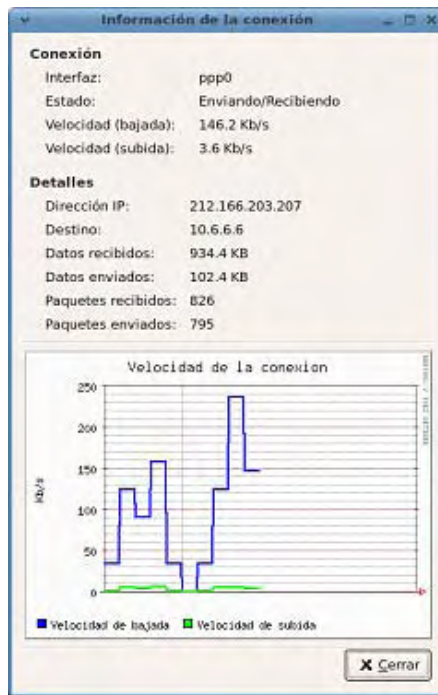 Información de la conexión
Conexión
Interfaz: ppp0
Estado: Enviando/Recibiendo
Velocidad (bajada): 146.2 Kb/s
Velocidad (subida): 3.6 Kb/s
Detalles
Dirección IP: 212.166.203.207
Destino: 10.6.6.6
Datos recibidos: 934.4 KB
Datos enviados: 102.4 KB
Paquetes recibidos: 826
Paquetes enviados: 795
Velocidad de la conexion
Kb/s
250
200
150
100
50
0
Velocidad de bajada Velocidad de subida
Cerrar